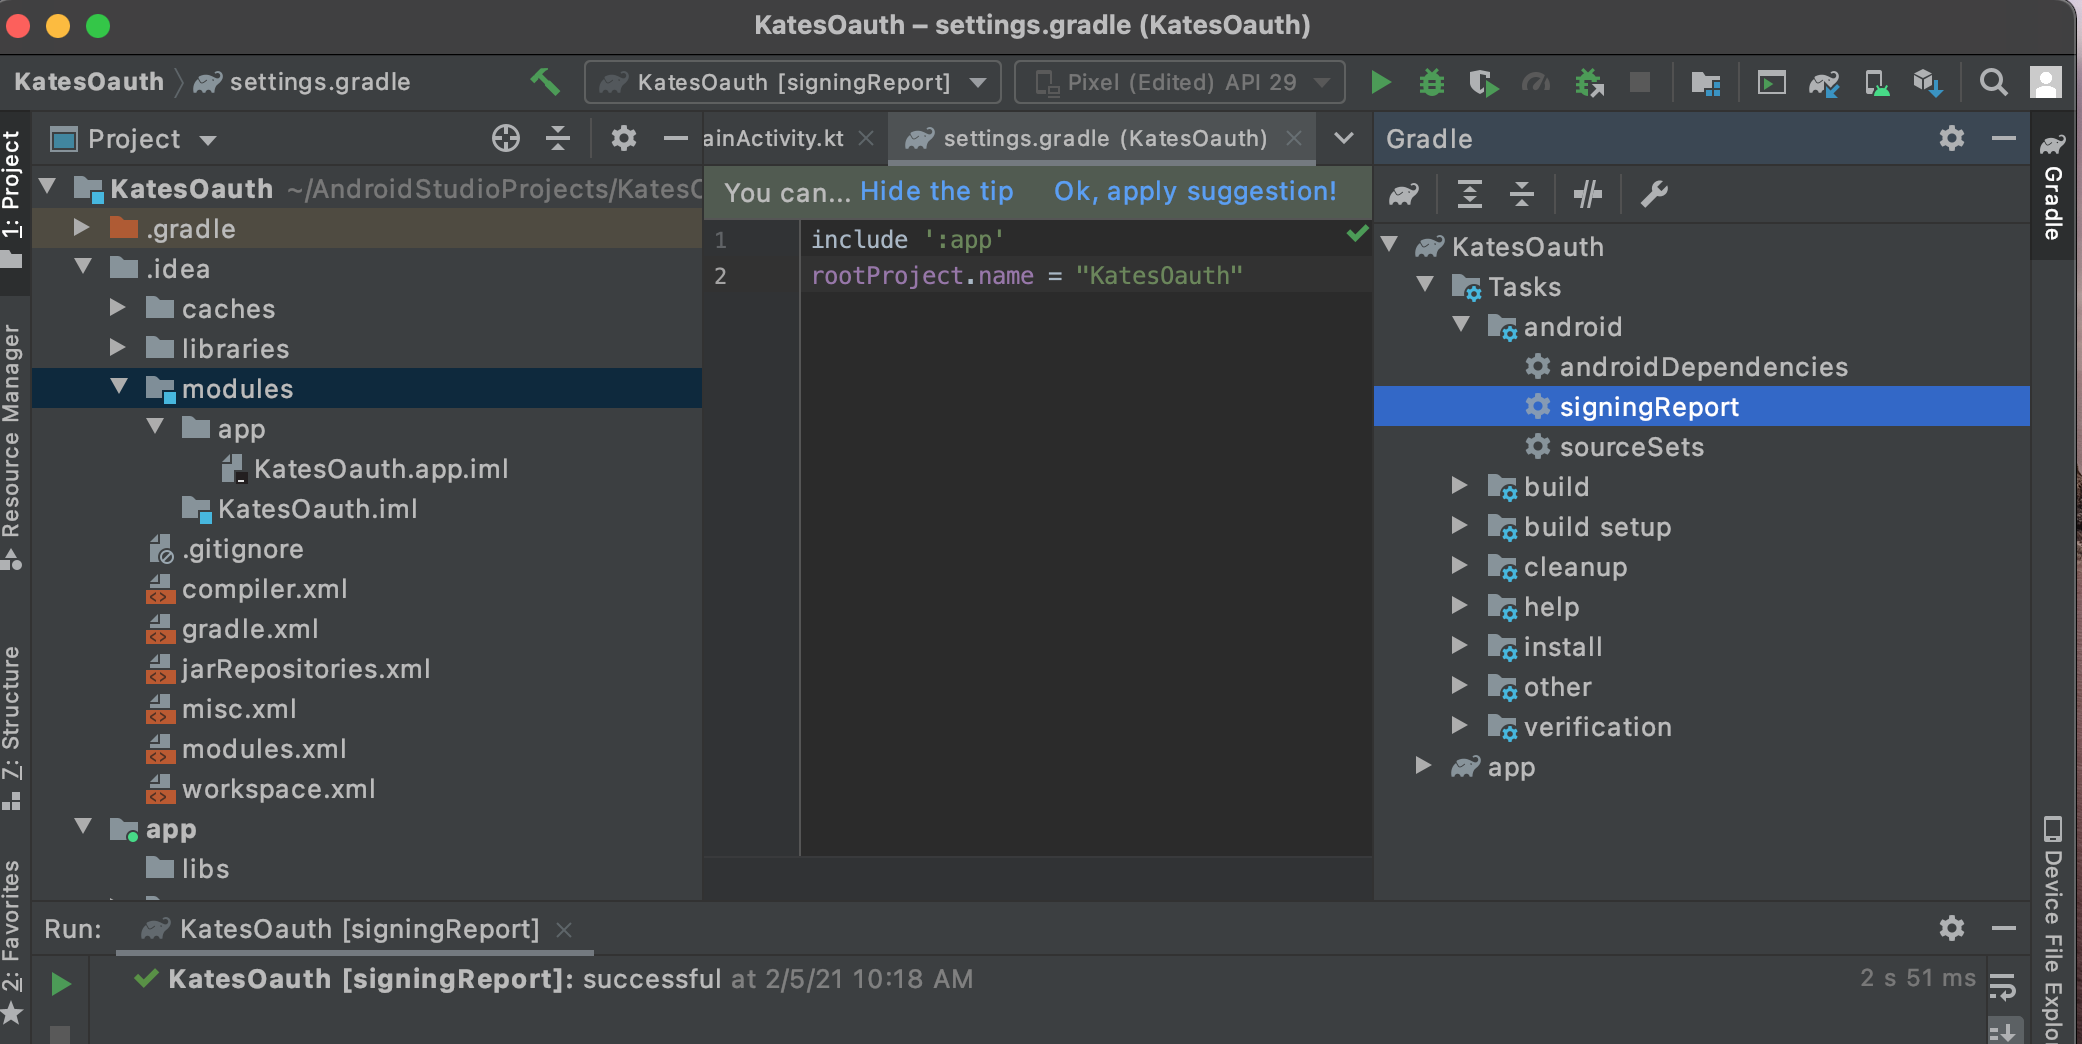 KatesOauth – settings.gradle (KatesOauth)
KatesOauth settings.gradle KatesOauth [signingReport] Pixel (Edited) API 29
1: Project
Resource Manager
7: Structure
2: Favorites
Project
KatesOauth ~/AndroidStudioProjects/Kates
.gradle
.idea
caches
libraries
modules
app
KatesOauth.app.iml
KatesOauth.iml
.gitignore
compiler.xml
gradle.xml
jarRepositories.xml
misc.xml
modules.xml
workspace.xml
app
libs
ainActivity.kt settings.gradle (KatesOauth)
You can... Hide the tip Ok, apply suggestion!
1 include ':app'
2 rootProject.name = "KatesOauth"
Gradle
KatesOauth
Tasks
android
androidDependencies
signingReport
sourceSets
build
build setup
cleanup
help
install
other
verification
app
Gradle
Device File Explo
Run: KatesOauth [signingReport]
KatesOauth [signingReport]: successful at 2/5/21 10:18 AM 2 s 51 ms